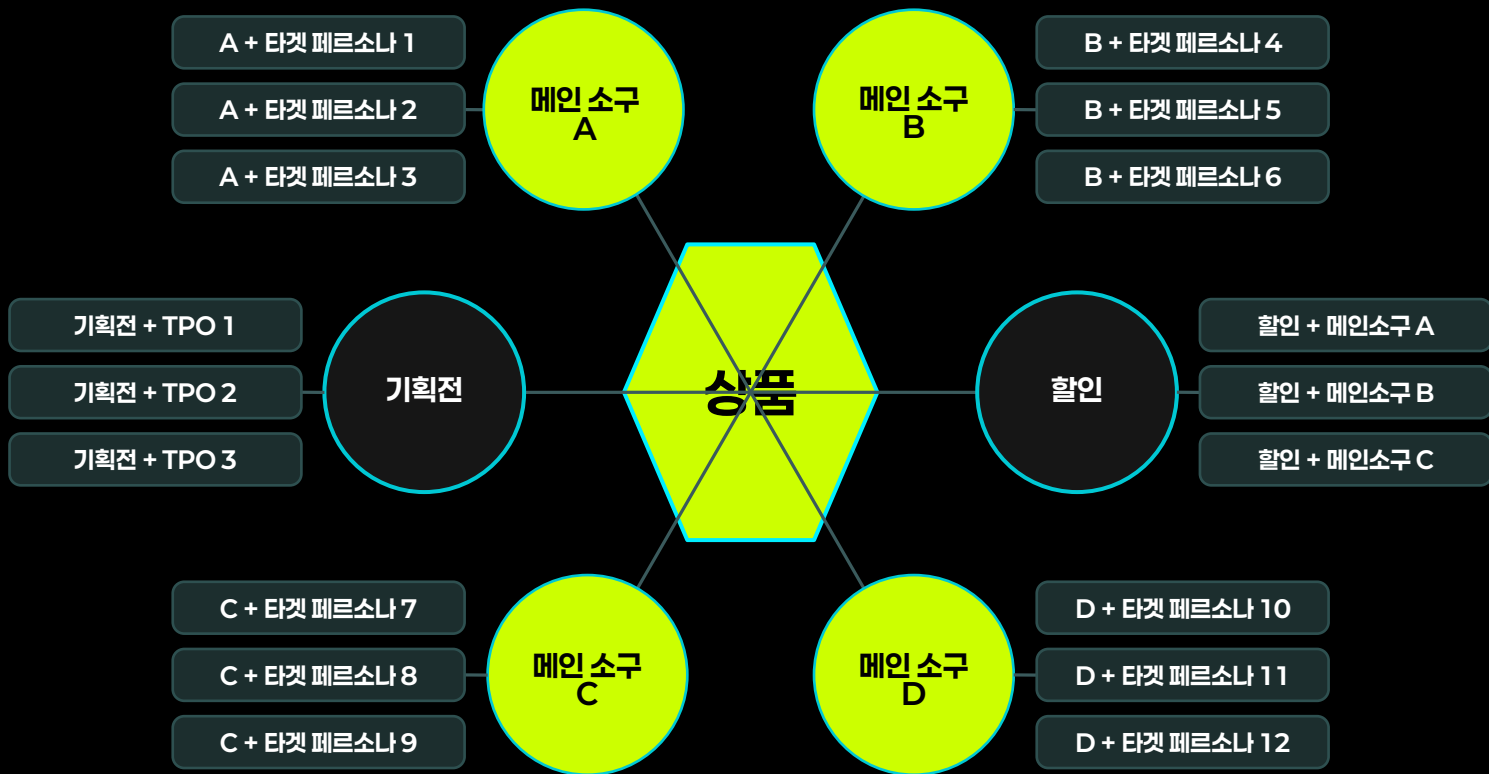 A + 타겟 페르소나 1
A + 타겟 페르소나 2
A + 타겟 페르소나 3
메인 소구
A
메인 소구
B
B + 타겟 페르소나 4
B + 타겟 페르소나 5
B + 타겟 페르소나 6
기획전 + TPO 1
기획전 + TPO 2
기획전 + TPO 3
기획전
상품
할인
할인 + 메인소구 A
할인 + 메인소구 B
할인 + 메인소구 C
C + 타겟 페르소나 7
C + 타겟 페르소나 8
C + 타겟 페르소나 9
메인 소구
C
메인 소구
D
D + 타겟 페르소나 10
D + 타겟 페르소나 11
D + 타겟 페르소나 12